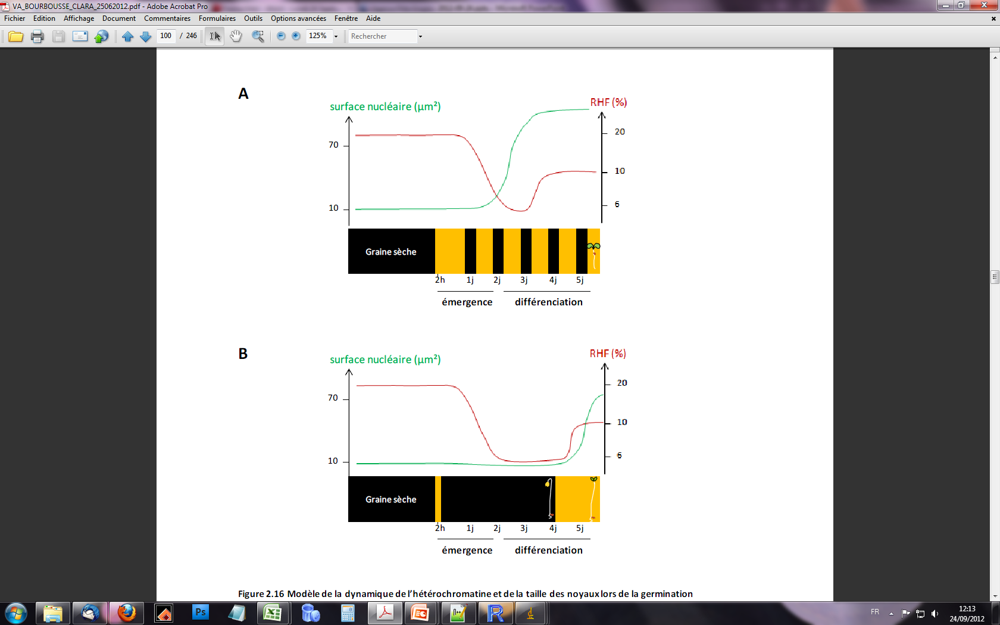 VA_BOURBOUSSE_CLARA_25062012.pdf - Adobe Acrobat Pro
Fichier Edition Affichage Document Commentaires Formulaires Outils Options avancées Fenêtre Aide
100 / 246 125% Rechercher
A
surface nucléaire (µm²)
RHF (%)
20
70
10
10
6
Graine sèche
2h 1j 2j 3j 4j 5j
émergence différenciation
B
surface nucléaire (µm²)
RHF (%)
20
70
10
10
6
Graine sèche
2h 1j 2j 3j 4j 5j
émergence différenciation
Figure 2.16 Modèle de la dynamique de l'hétérochromatine et de la taille des noyaux lors de la germination
Ps
FR
12:13
24/09/2012